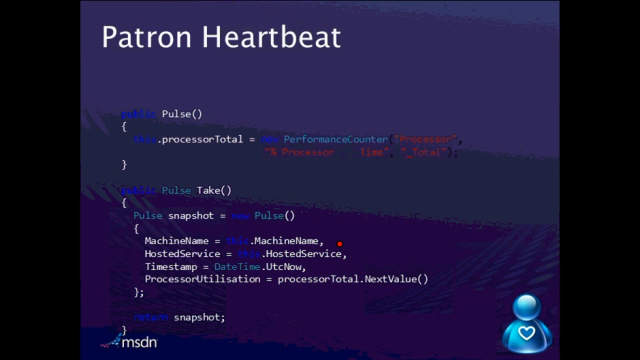 Patron Heartbeat
public Pulse()
{
this.processorTotal = new PerformanceCounter("Processor",
"% Processor Time", "_Total");
}
public Pulse Take()
{
Pulse snapshot = new Pulse()
{
MachineName = this.MachineName,
HostedService = this.HostedService,
Timestamp = DateTime.UtcNow,
ProcessorUtilisation = processorTotal.NextValue()
};
return snapshot;
}
msdn